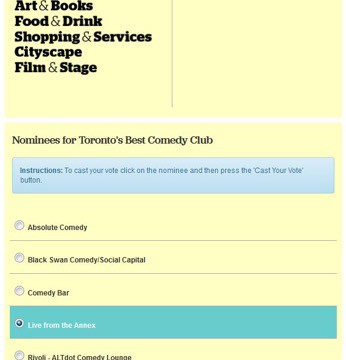 Art & Books
Food & Drink
Shopping & Services
Cityscape
Film & Stage
Nominees for Toronto's Best Comedy Club
Instructions: To cast your vote click on the nominee and then press the 'Cast Your Vote'
button.
Absolute Comedy
Black Swan Comedy/Social Capital
Comedy Bar
Live from the Annex
Rivoli - ALTdot Comedy Lounge